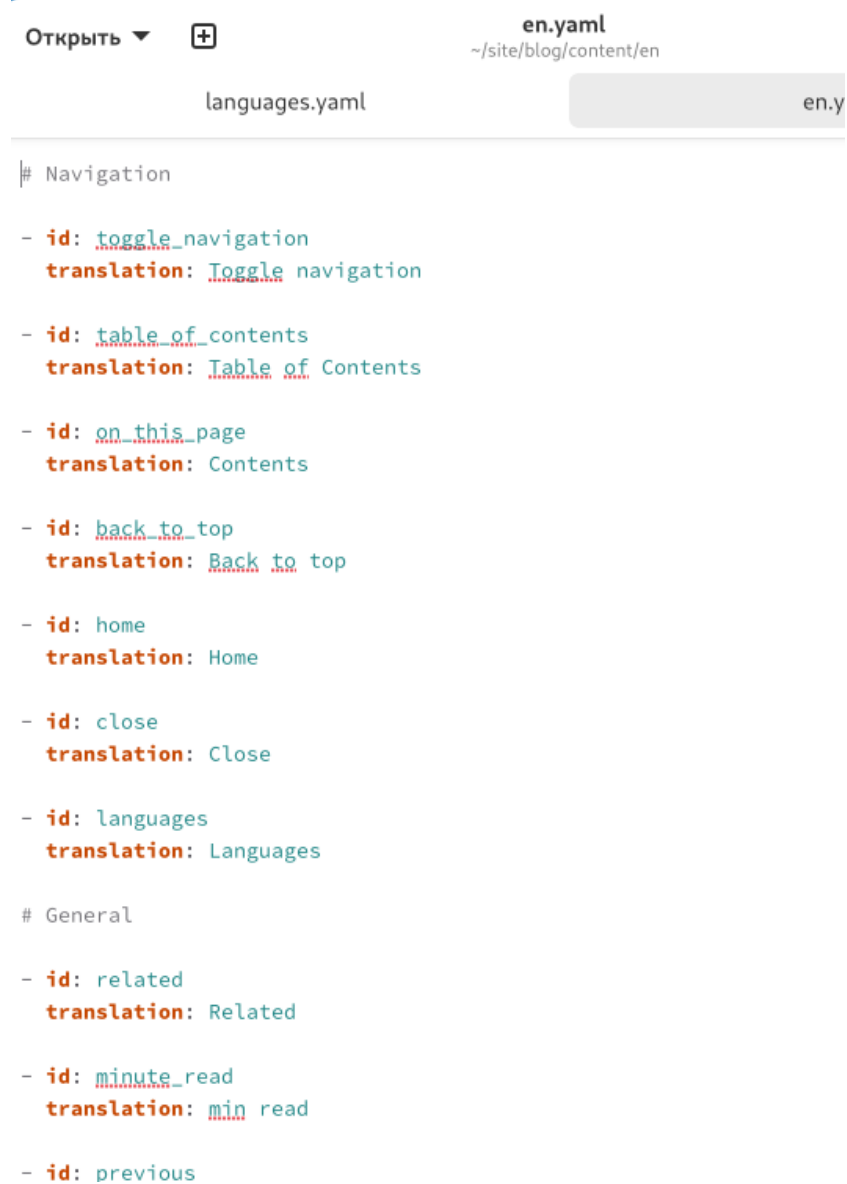 Открыть
en.yaml
~/site/blog/content/en
languages.yaml
en.y
# Navigation
- id: toggle_navigation
translation: Toggle navigation
- id: table_of_contents
translation: Table of Contents
- id: on_this_page
translation: Contents
- id: back_to_top
translation: Back to top
- id: home
translation: Home
- id: close
translation: Close
- id: languages
translation: Languages
# General
- id: related
translation: Related
- id: minute_read
translation: min read
- id: previous